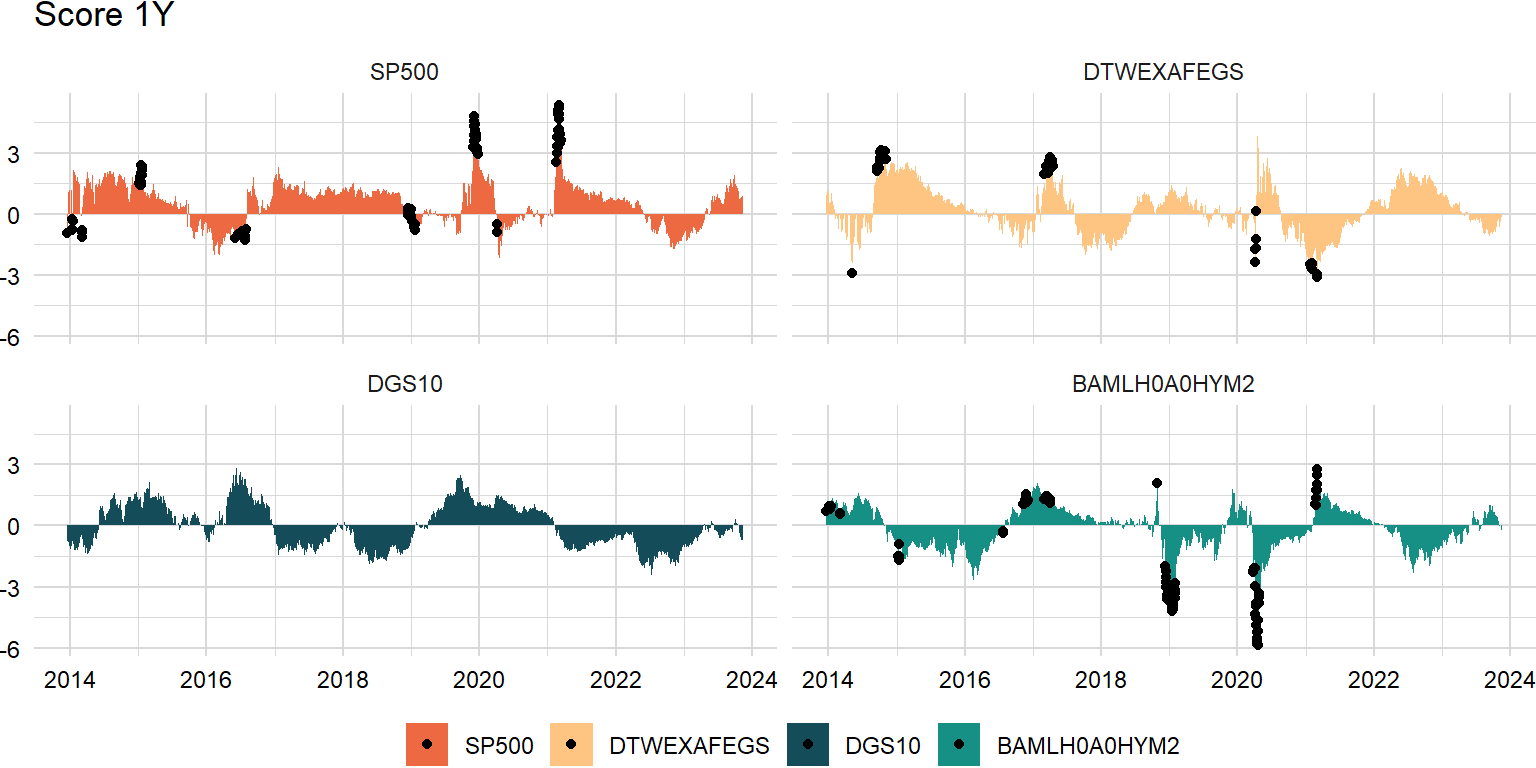 Score 1Y
SP500 DTWEXAFEGS
3
0
-3
-6
DGS10 BAMLH0A0HYM2
3
0
-3
-6
2014 2016 2018 2020 2022 2024 2014 2016 2018 2020 2022 2024
SP500 DTWEXAFEGS DGS10 BAMLH0A0HYM2